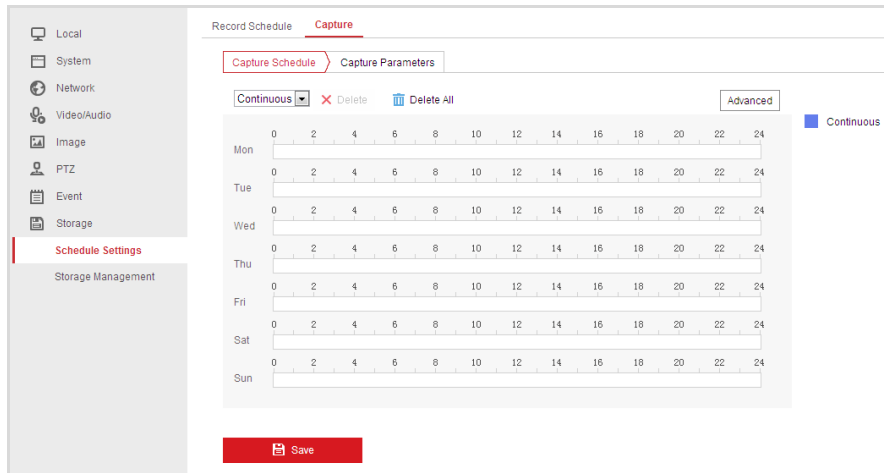 Local
System
Network
Video/Audio
Image
PTZ
Event
Storage
Schedule Settings
Storage Management
Record Schedule Capture
Capture Schedule Capture Parameters
Continuous Delete Delete All Advanced
Continuous
0 2 4 6 8 10 12 14 16 18 20 22 24
Mon
0 2 4 6 8 10 12 14 16 18 20 22 24
Tue
0 2 4 6 8 10 12 14 16 18 20 22 24
Wed
0 2 4 6 8 10 12 14 16 18 20 22 24
Thu
0 2 4 6 8 10 12 14 16 18 20 22 24
Fri
0 2 4 6 8 10 12 14 16 18 20 22 24
Sat
0 2 4 6 8 10 12 14 16 18 20 22 24
Sun
Save